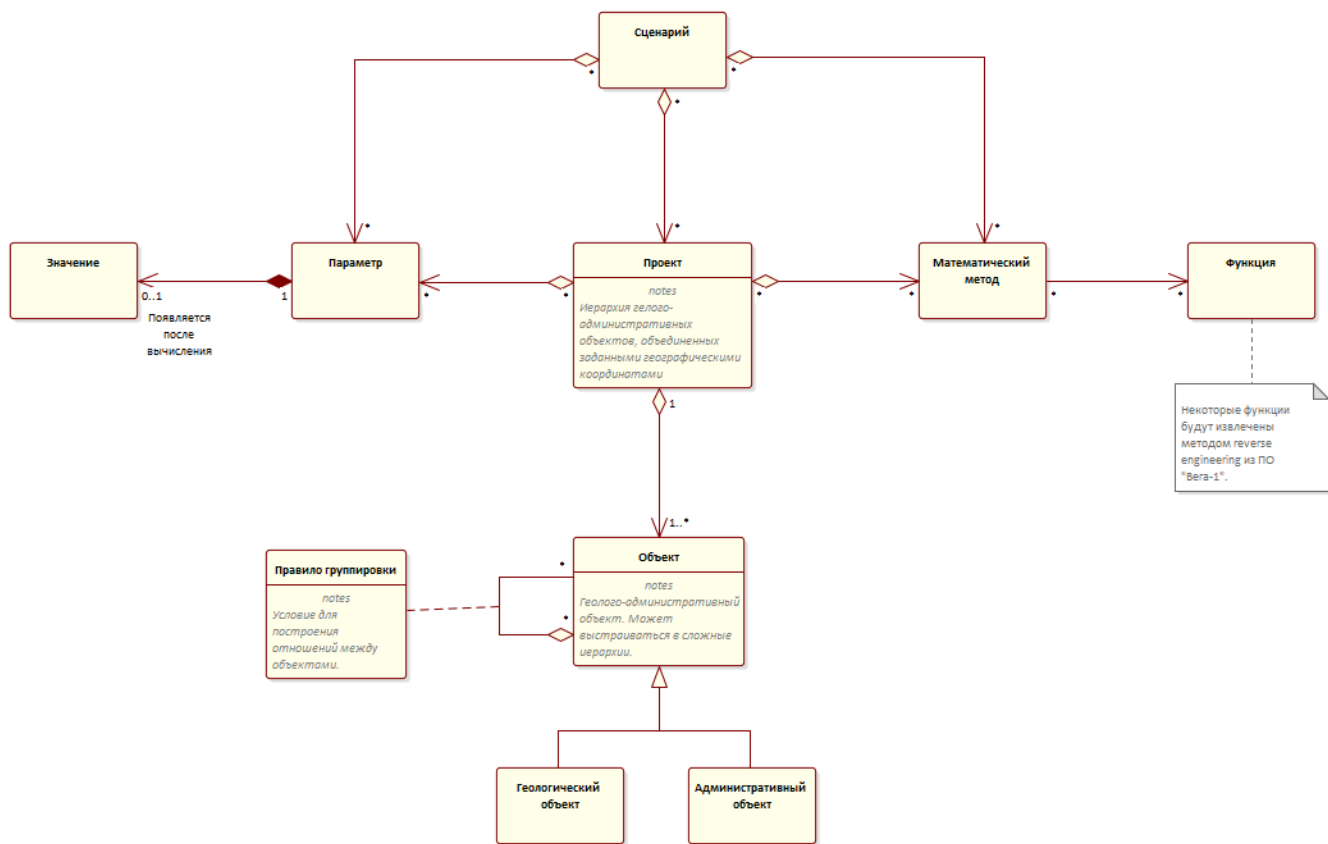 Сценарий
*
*
*
*
*
*
Значение
Параметр
Проект
Математический
метод
Функция
notes
Иерархия гелого-
административных
объектов, объединенных
заданными географическими
координатами
0..1
1
*
*
*
*
*
*
Появляется
после
вычисления
1
Некоторые функции
будут извлечены
методом reverse
engineering из ПО
"Вега-1".
1..*
Правило группировки
notes
Условие для
построения
отношений между
объектами.
*
*
Объект
notes
Геолого-административный
объект. Может
выстраиваться в сложные
иерархии.
Геологический
объект
Административный
объект